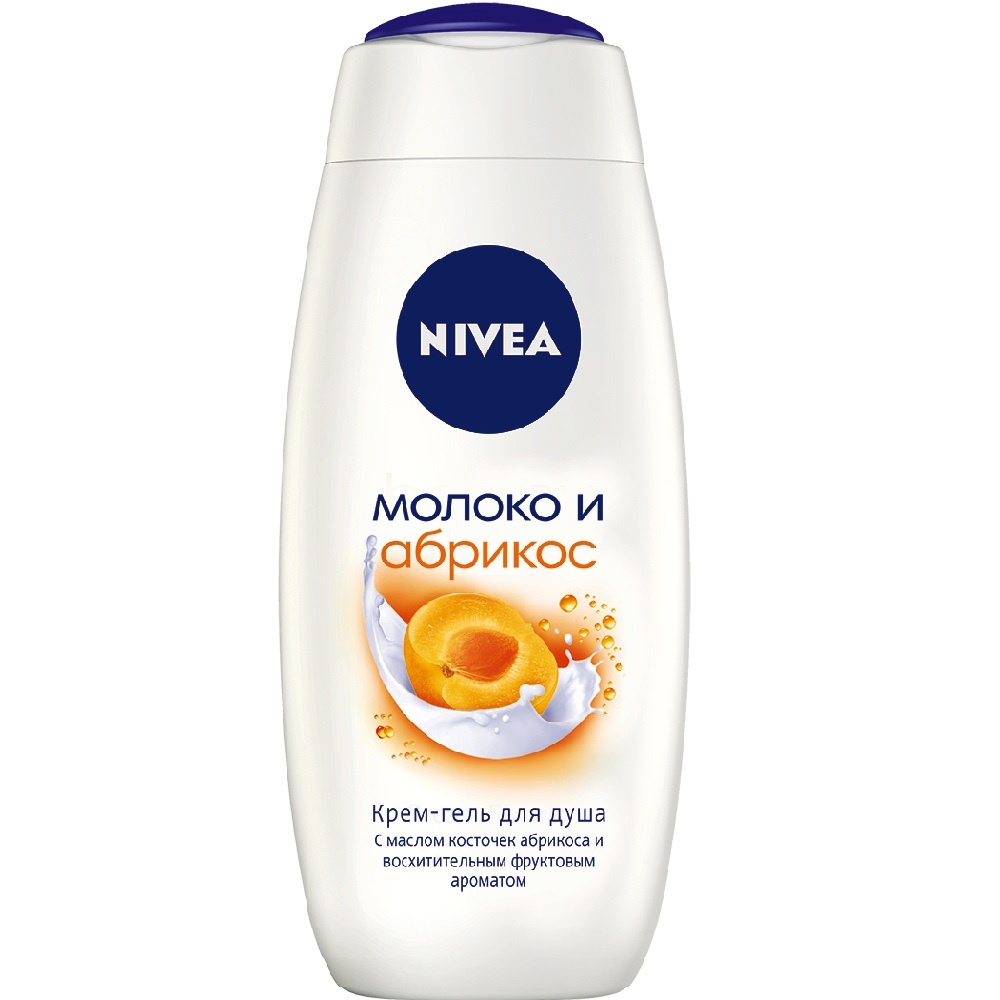 NIVEA
молоко и
абрикос
Крем-гель для душа
С маслом косточек абрикоса и
восхитительным фруктовым
ароматом